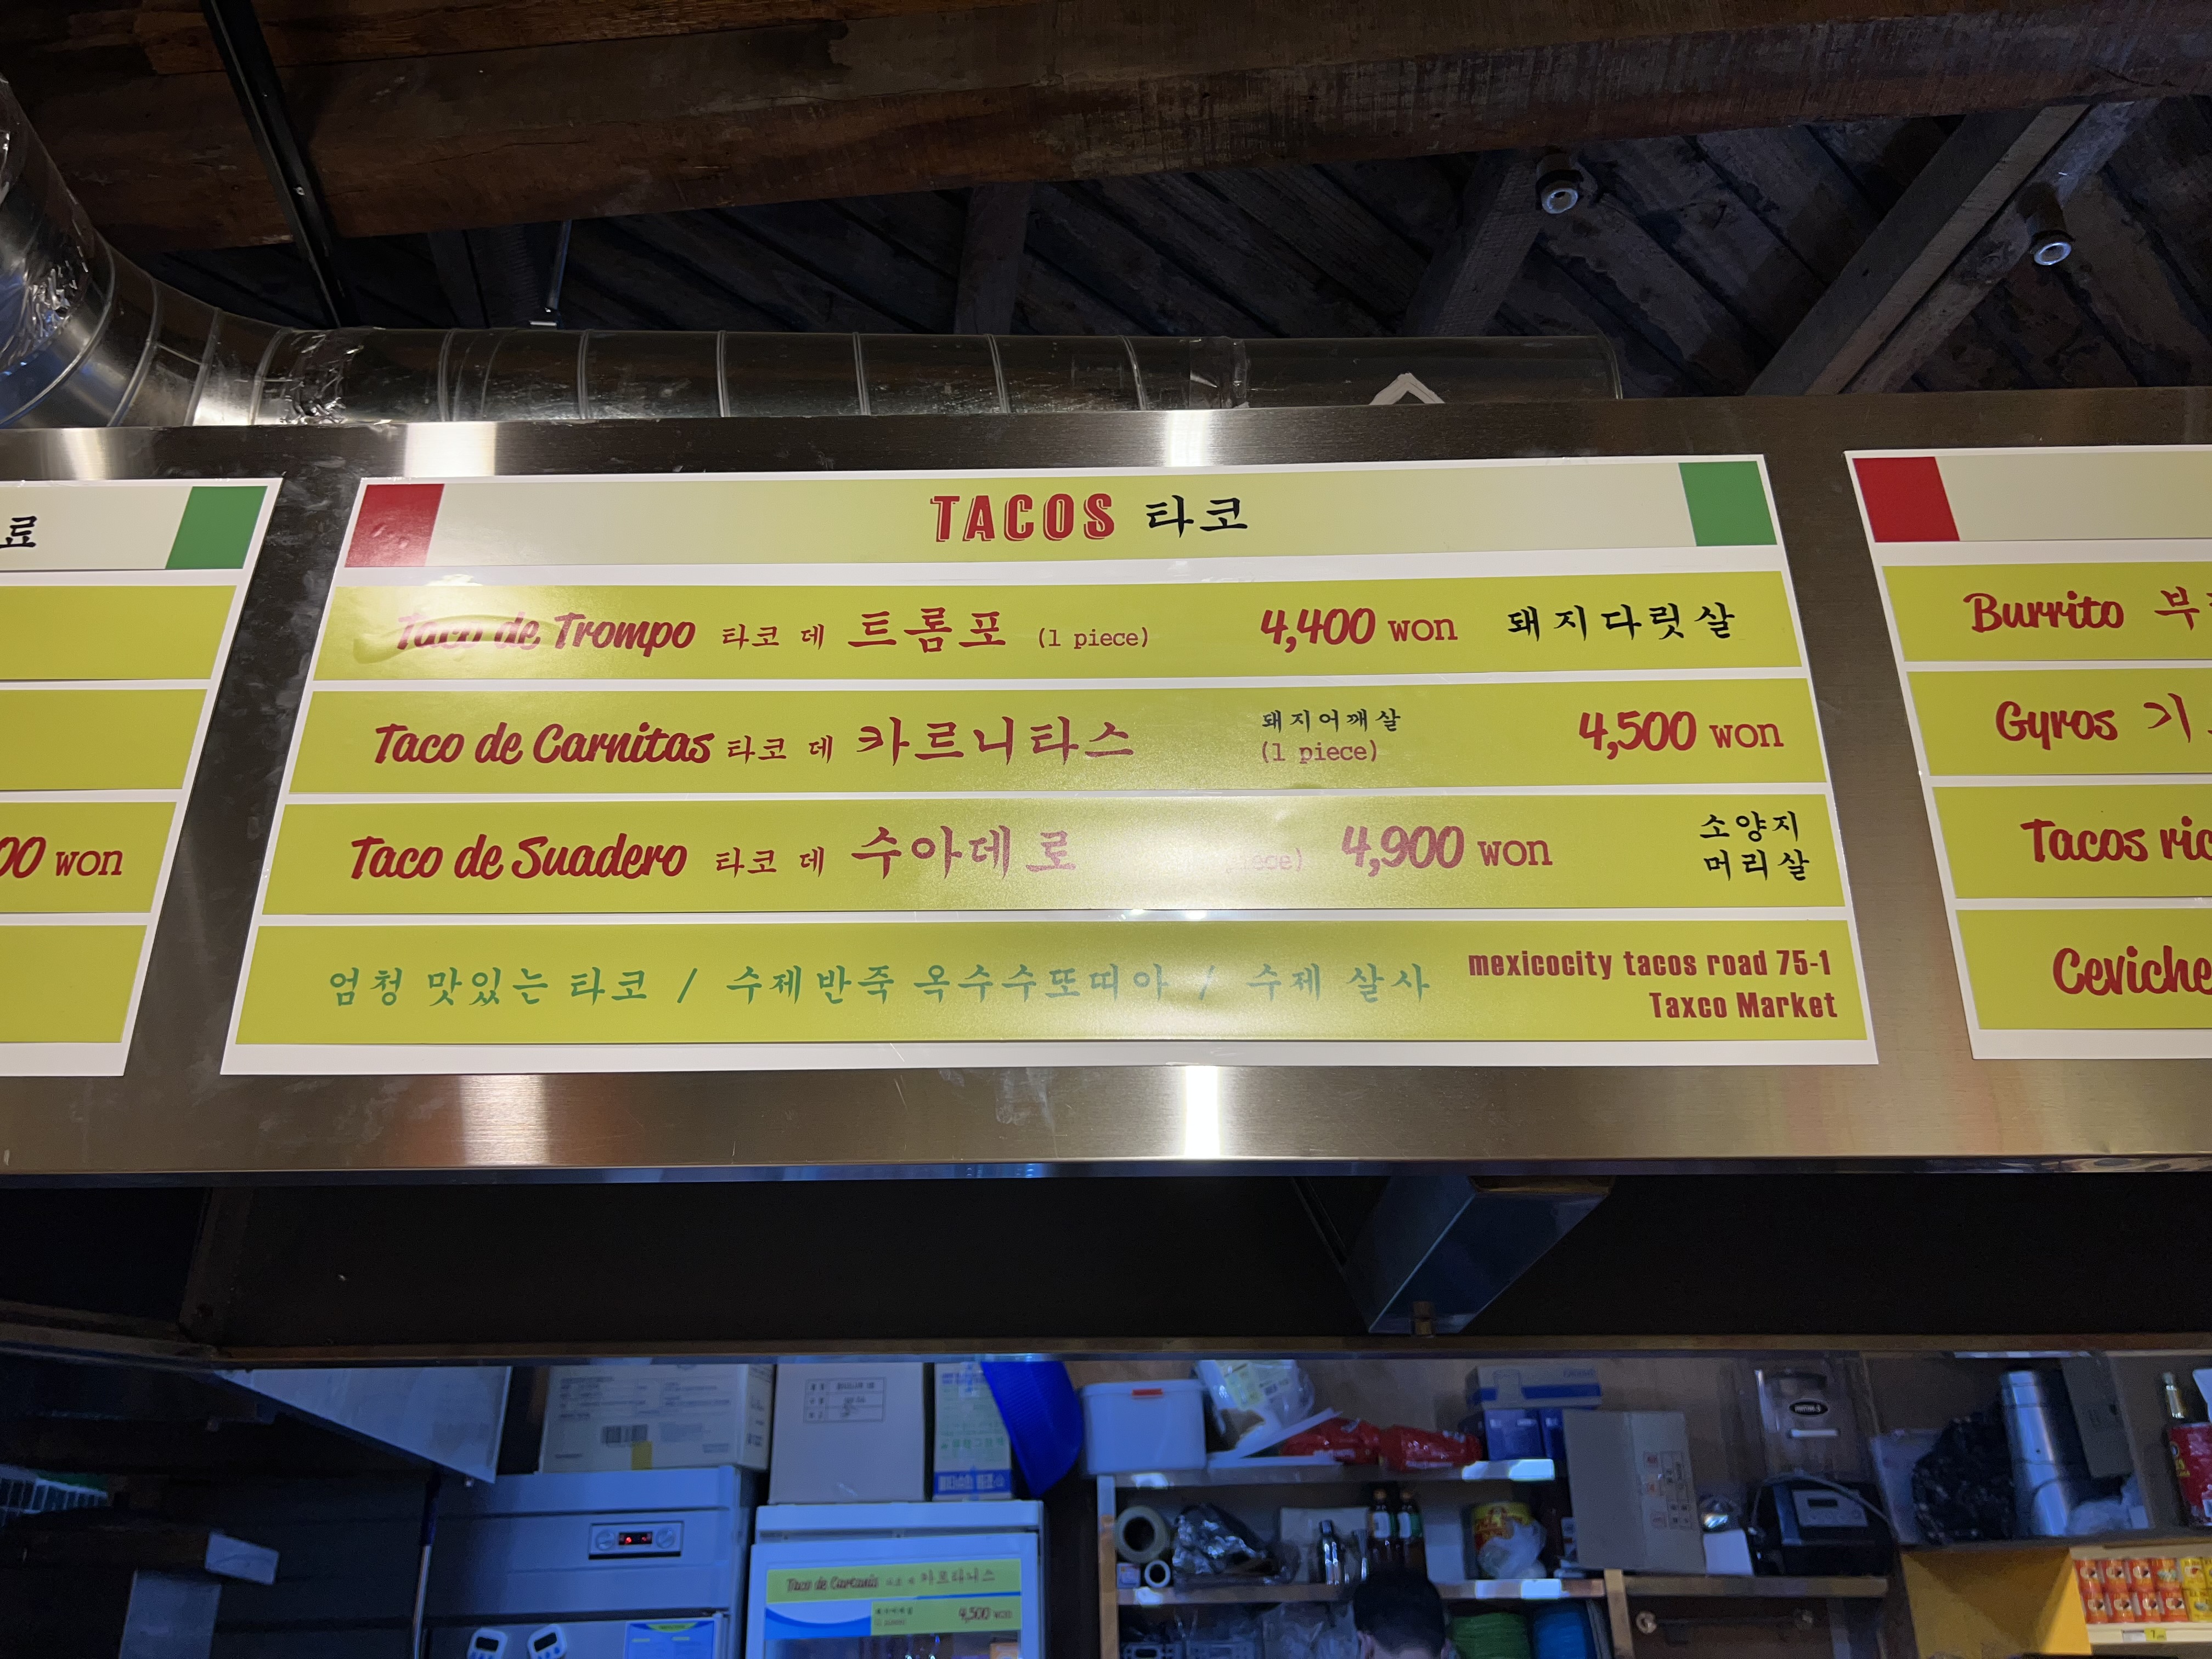 료
00 won
TACOS 타코
Taco de Trompo 타코 데 트롬포 (1 piece) 4,400 won 돼지다릿살
Taco de Carnitas 타코 데 카르니타스 돼지어깨살 (1 piece) 4,500 won
Taco de Suadero 타코 데 수아데로 4,900 won 소양지
머리살
엄청 맛있는 타코 / 수제반죽 옥수수또띠아 / 수제 살사
mexicocity tacos road 75-1
Taxco Market
Burrito 부
Gyros 기
Tacos ric
Ceviche
4,500 won